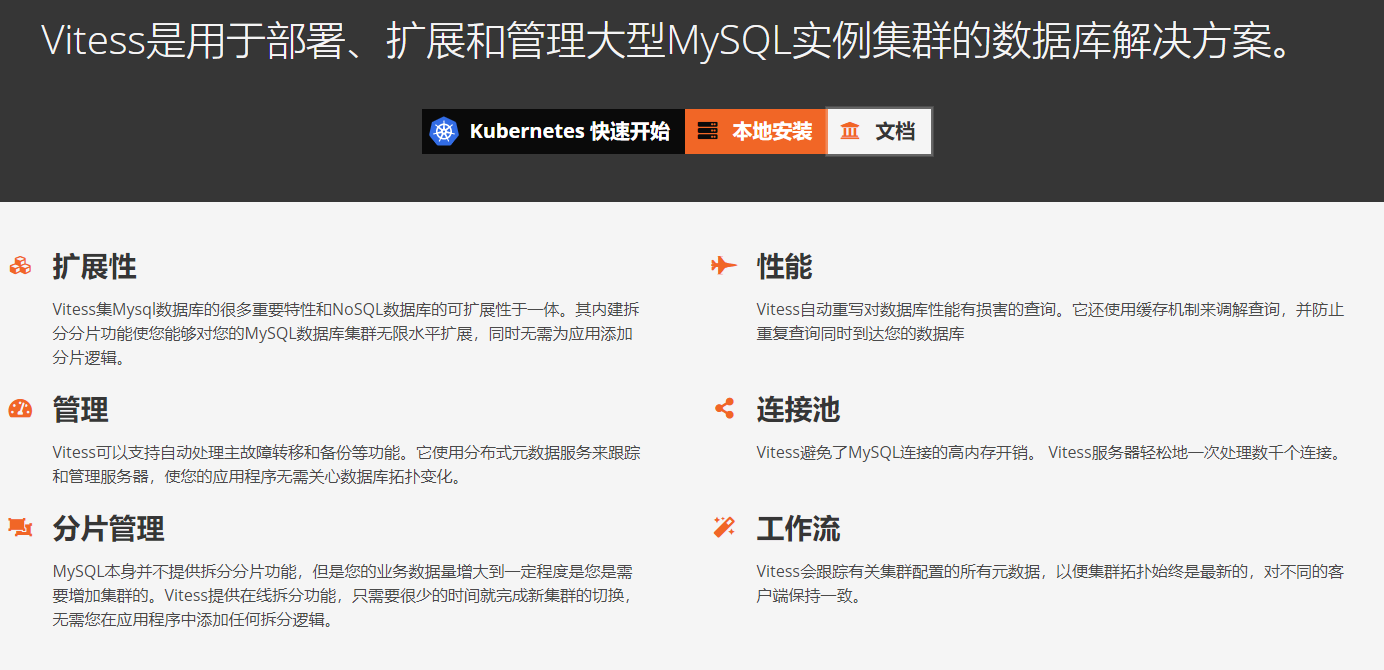 Vitess是用于部署、扩展和管理大型MySQL实例集群的数据库解决方案。
Kubernetes 快速开始
本地安装
文档
扩展性
Vitess集Mysql数据库的很多重要特性和NoSQL数据库的可扩展性于一体。其内建拆
分分片功能使您能够对您的MySQL数据库集群无限水平扩展，同时无需为应用添加
分片逻辑。
性能
Vitess自动重写对数据库性能有损害的查询。它还使用缓存机制来调解查询，并防止
重复查询同时到达您的数据库
管理
Vitess可以支持自动处理主故障转移和备份等功能。它使用分布式元数据服务来跟踪
和管理服务器，使您的应用程序无需关心数据库拓扑变化。
连接池
Vitess避免了MySQL连接的高内存开销。 Vitess服务器轻松地一次处理数千个连接。
分片管理
MySQL本身并不提供拆分分片功能，但是您的业务数据量增大到一定程度是您是需
要增加集群的。Vitess提供在线拆分功能，只需要很少的时间就完成新集群的切换，
无需您在应用程序中添加任何拆分逻辑。
工作流
Vitess会跟踪有关集群配置的所有元数据，以便集群拓扑始终是最新的，对不同的客
户端保持一致。